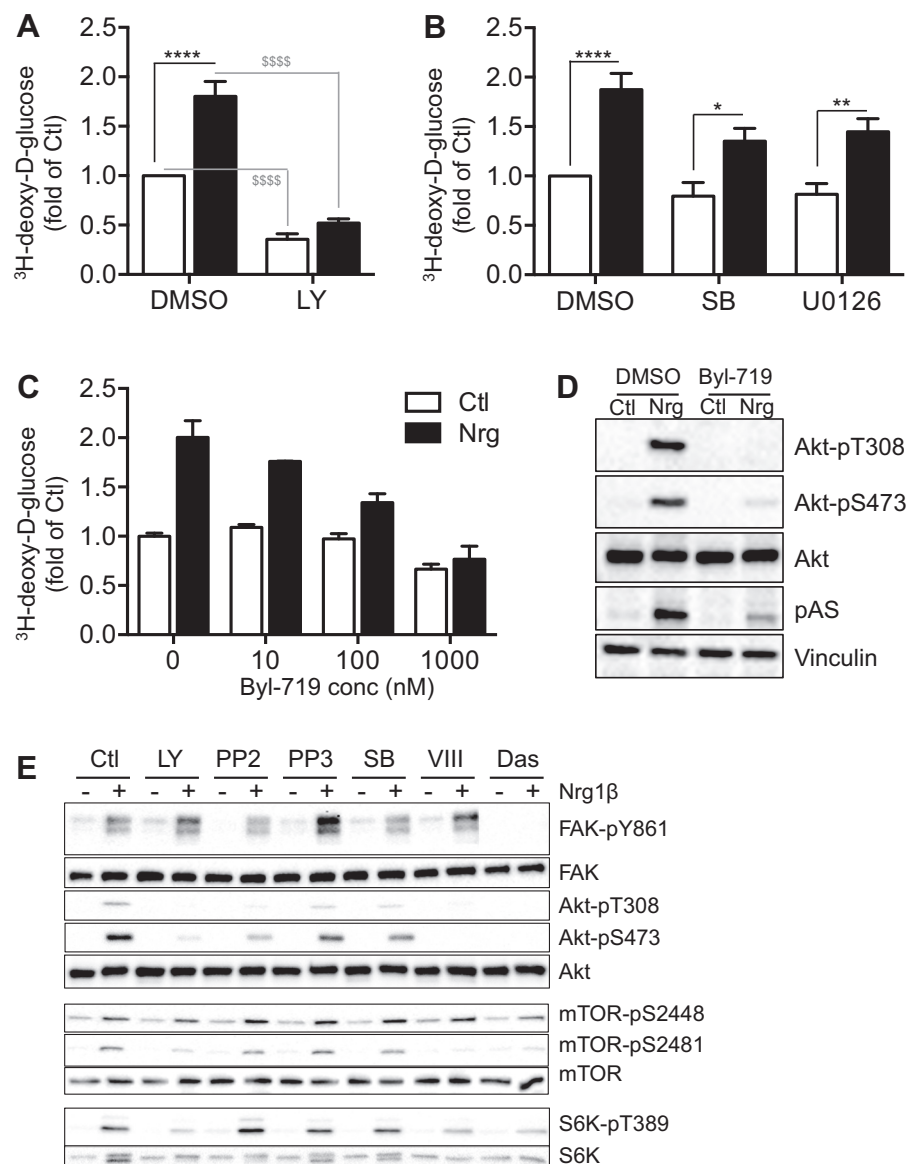 A
2.5
2.0
1.5
1.0
0.5
0.0
³H-deoxy-D-glucose
(fold of Ctl)
****
$$$$
$$$$
DMSO LY
B
2.5
2.0
1.5
1.0
0.5
0.0
³H-deoxy-D-glucose
(fold of Ctl)
****
*
**
DMSO SB U0126
C
2.5
2.0
1.5
1.0
0.5
0.0
³H-deoxy-D-glucose
(fold of Ctl)
Ctl
Nrg
0 10 100 1000
Byl-719 conc (nM)
D
DMSO Byl-719
Ctl Nrg Ctl Nrg
Akt-pT308
Akt-pS473
Akt
pAS
Vinculin
E
Ctl LY PP2 PP3 SB VIII Das
- + - + - + - + - + - + - + Nrg1β
FAK-pY861
FAK
Akt-pT308
Akt-pS473
Akt
mTOR-pS2448
mTOR-pS2481
mTOR
S6K-pT389
S6K